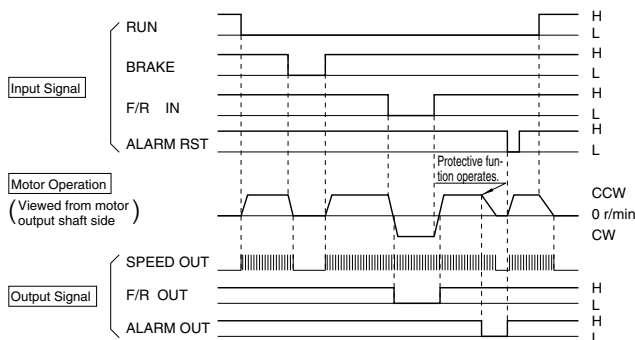 RUN H
L
BRAKE H
L
Input Signal
F/R IN H
L
ALARM RST H
L
Protective fun-
tion operates.
Motor Operation
(Viewed from motor
output shaft side)
CCW
0 r/min
CW
SPEED OUT
Output Signal
F/R OUT H
L
ALARM OUT H
L